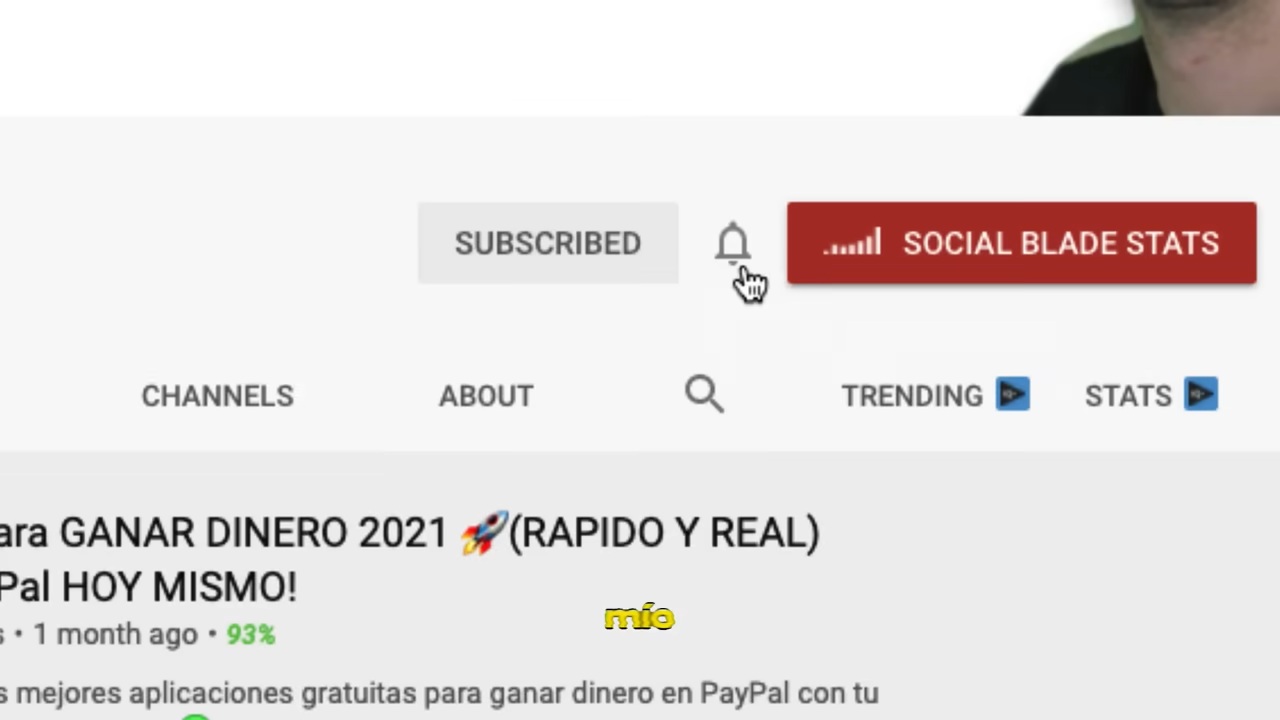 SUBSCRIBED
SOCIAL BLADE STATS
CHANNELS ABOUT TRENDING STATS
ara GANAR DINERO 2021 🚀(RAPIDO Y REAL)
Pal HOY MISMO!
s • 1 month ago • 93%
mío
s mejores aplicaciones gratuitas para ganar dinero en PayPal con tu